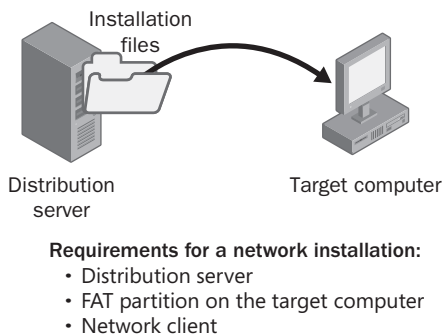 Installation
files
Distribution
server
Target computer
Requirements for a network installation:
• Distribution server
• FAT partition on the target computer
• Network client